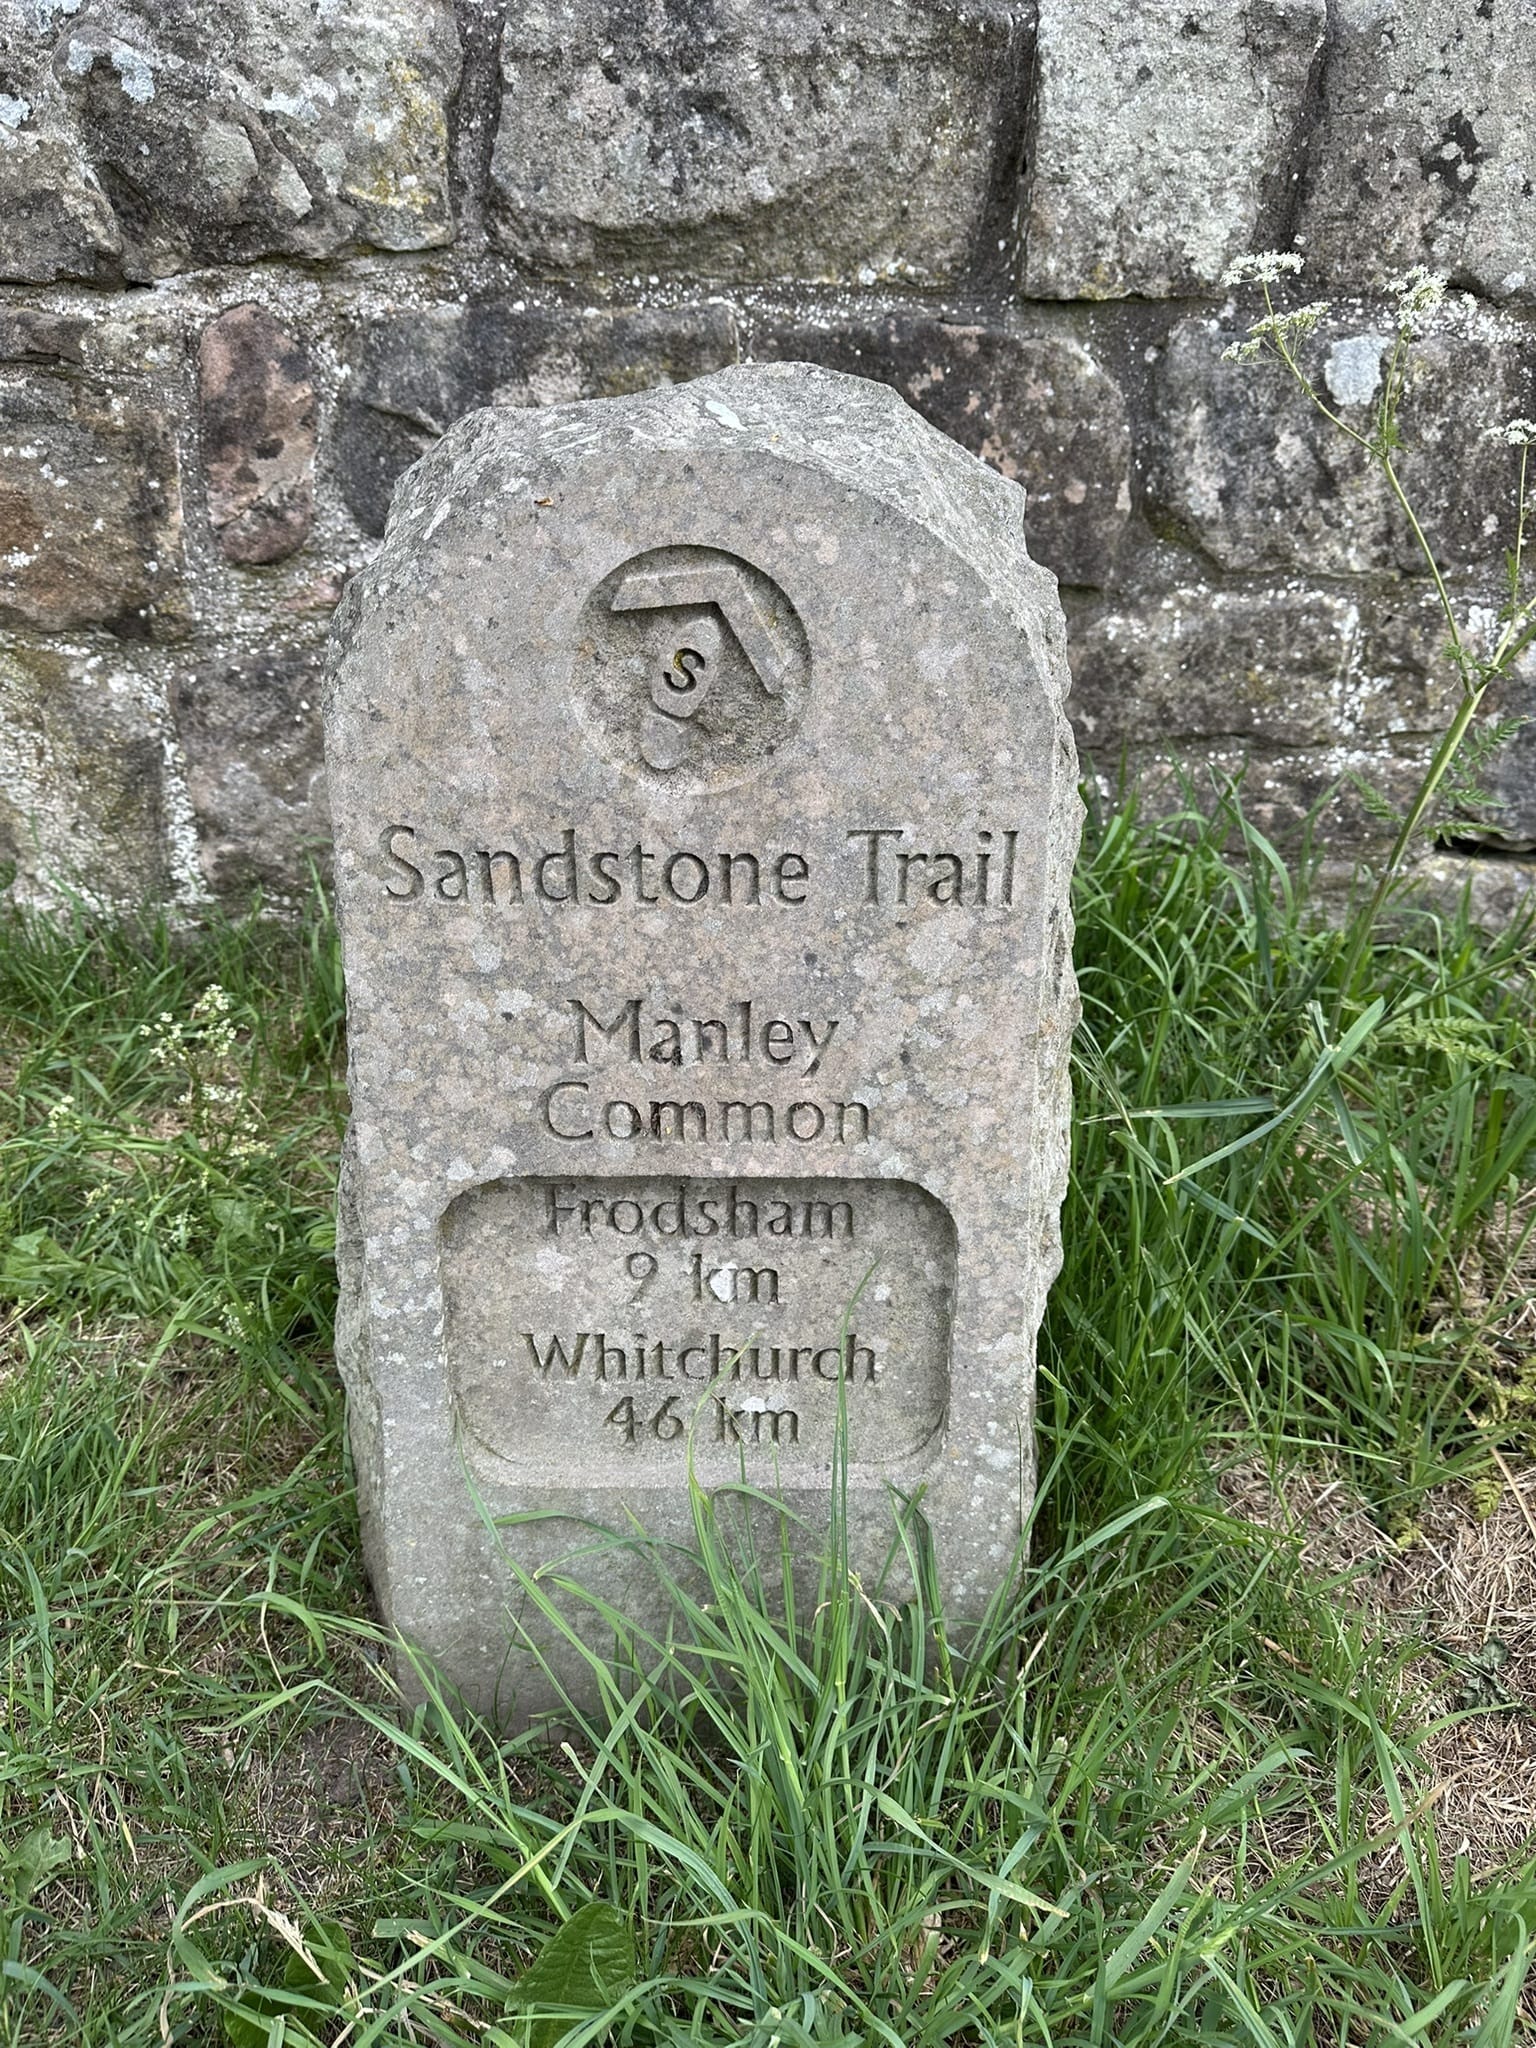 S
Sandstone Trail
Manley
Common
Frodsham
9 km
Whitchurch
46 km